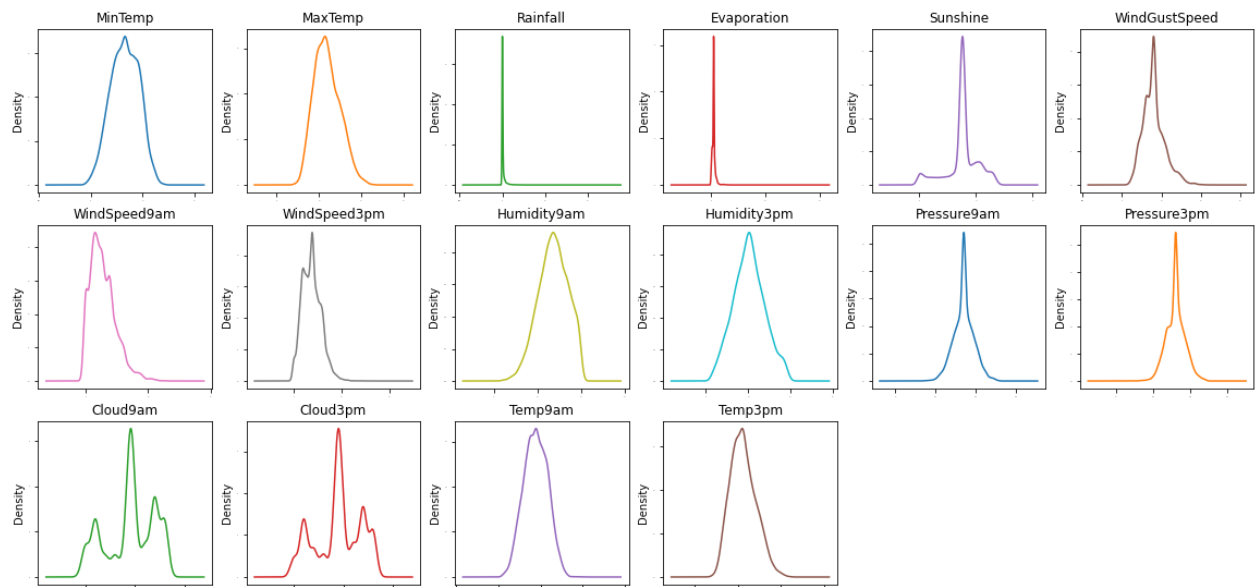 MinTemp
MaxTemp
Rainfall
Evaporation
Sunshine
WindGustSpeed
Density
Density
Density
Density
Density
Density
WindSpeed9am
WindSpeed3pm
Humidity9am
Humidity3pm
Pressure9am
Pressure3pm
Density
Density
Density
Density
Density
Density
Cloud9am
Cloud3pm
Temp9am
Temp3pm
Density
Density
Density
Density